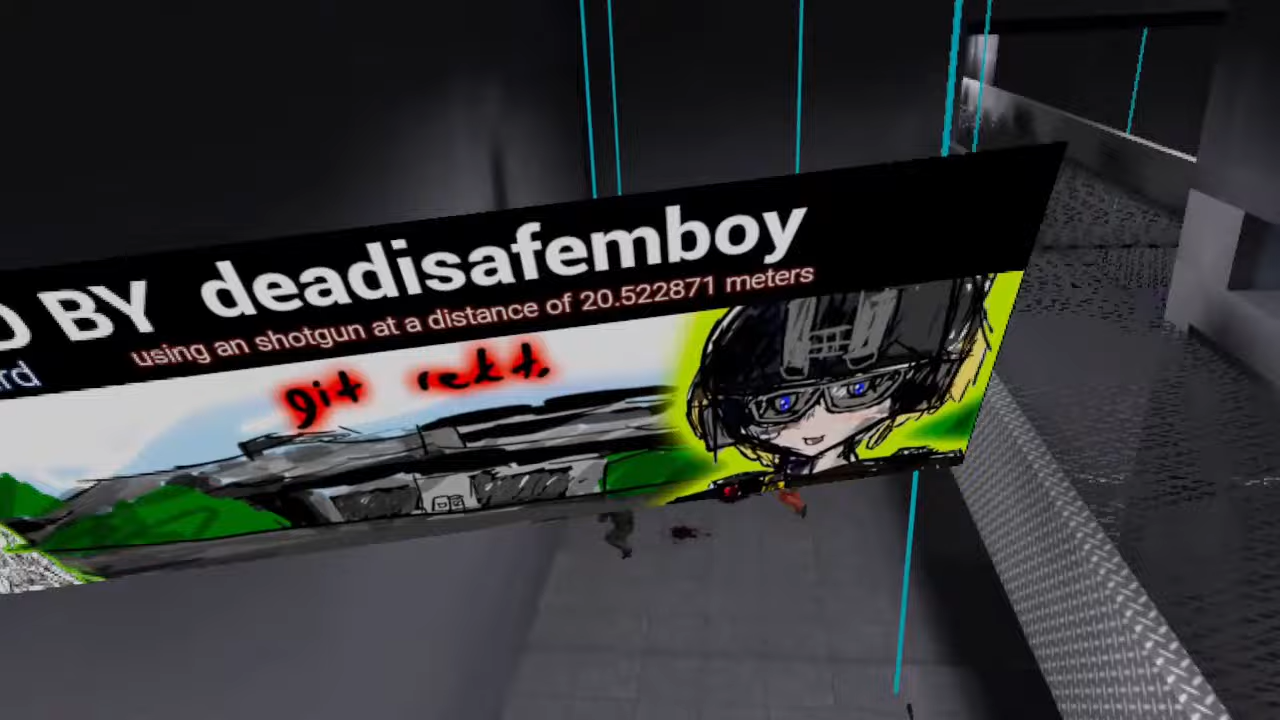 BY deadisafemboy
using an shotgun at a distance of 20.522871 meters
git rekt.